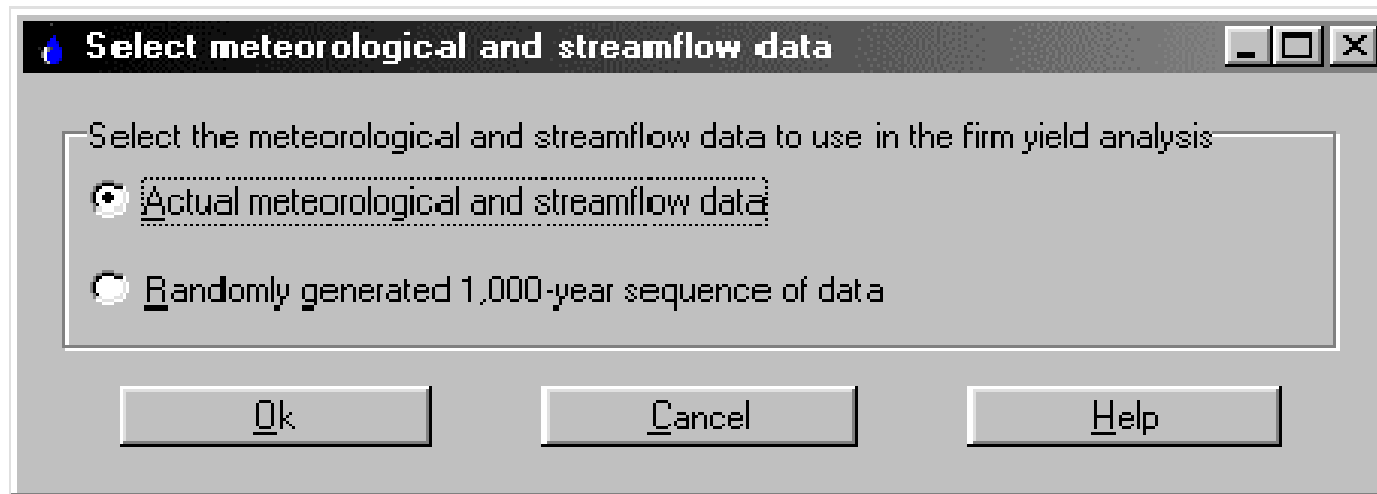 Select meteorological and streamflow data
Select the meteorological and streamflow data to use in the firm yield analysis
Actual meteorological and streamflow data
Randomly generated 1,000-year sequence of data
Ok Cancel Help